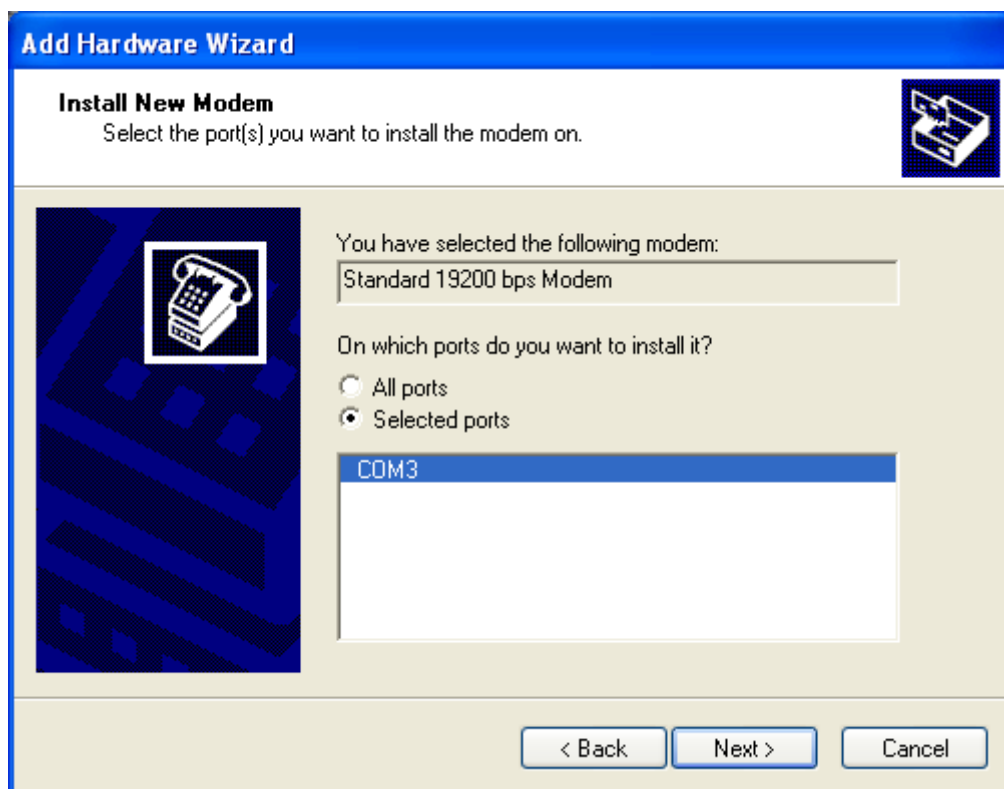 Add Hardware Wizard
Install New Modem
Select the port(s) you want to install the modem on.
You have selected the following modem:
Standard 19200 bps Modem
On which ports do you want to install it?
All ports
Selected ports
COM3
< Back
Next >
Cancel